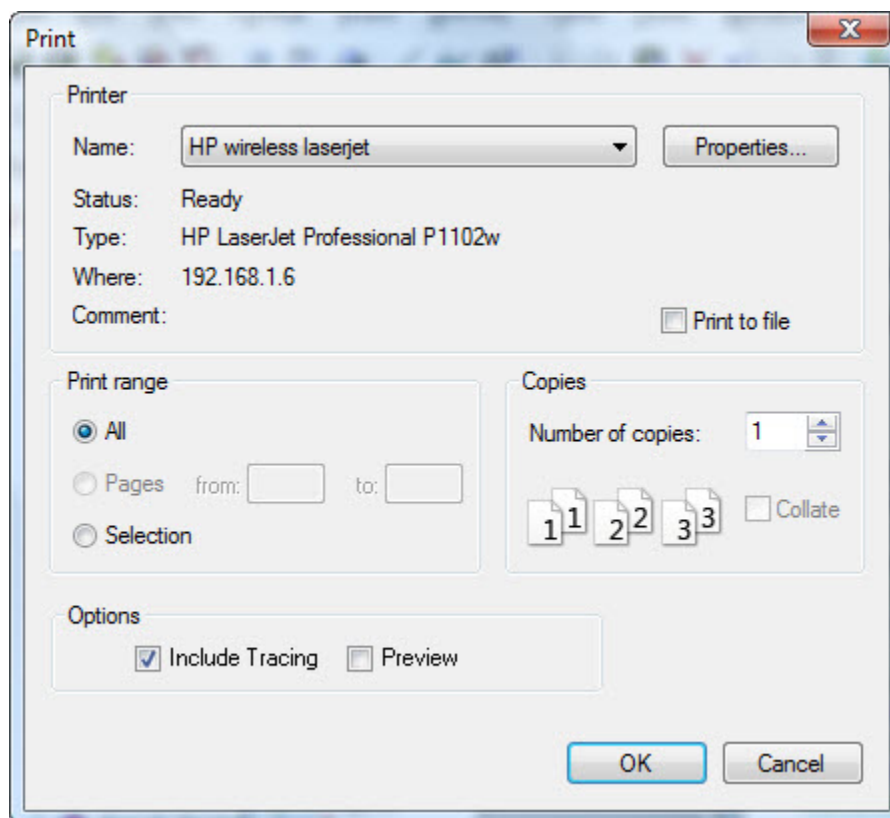 Print
Printer
Name: HP wireless laserjet Properties...
Status: Ready
Type: HP LaserJet Professional P1102w
Where: 192.168.1.6
Comment: Print to file
Print range
All
Pages from: to:
Selection
Copies
Number of copies: 1
1 1 2 2 3 3 Collate
Options
Include Tracing Preview
OK Cancel